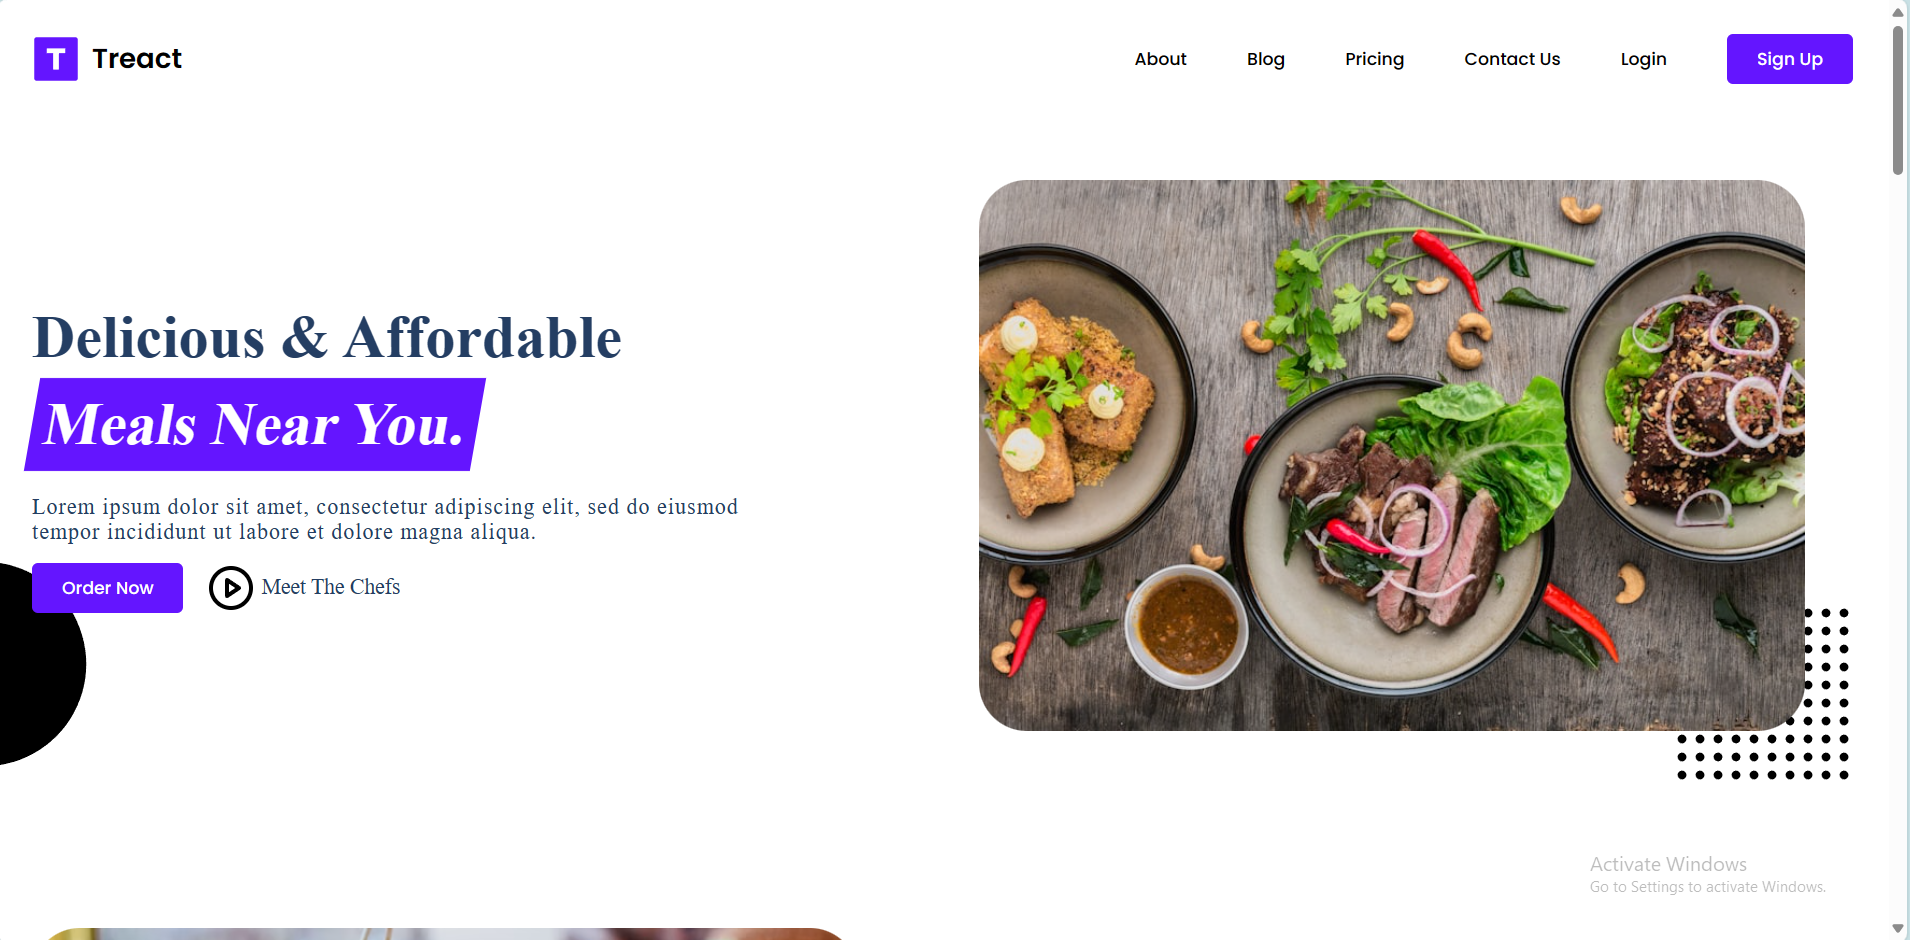 T Treact
About Blog Pricing Contact Us Login Sign Up
Delicious & Affordable
Meals Near You.
Lorem ipsum dolor sit amet, consectetur adipiscing elit, sed do eiusmod
tempor incididunt ut labore et dolore magna aliqua.
Order Now Meet The Chefs
Activate Windows
Go to Settings to activate Windows.